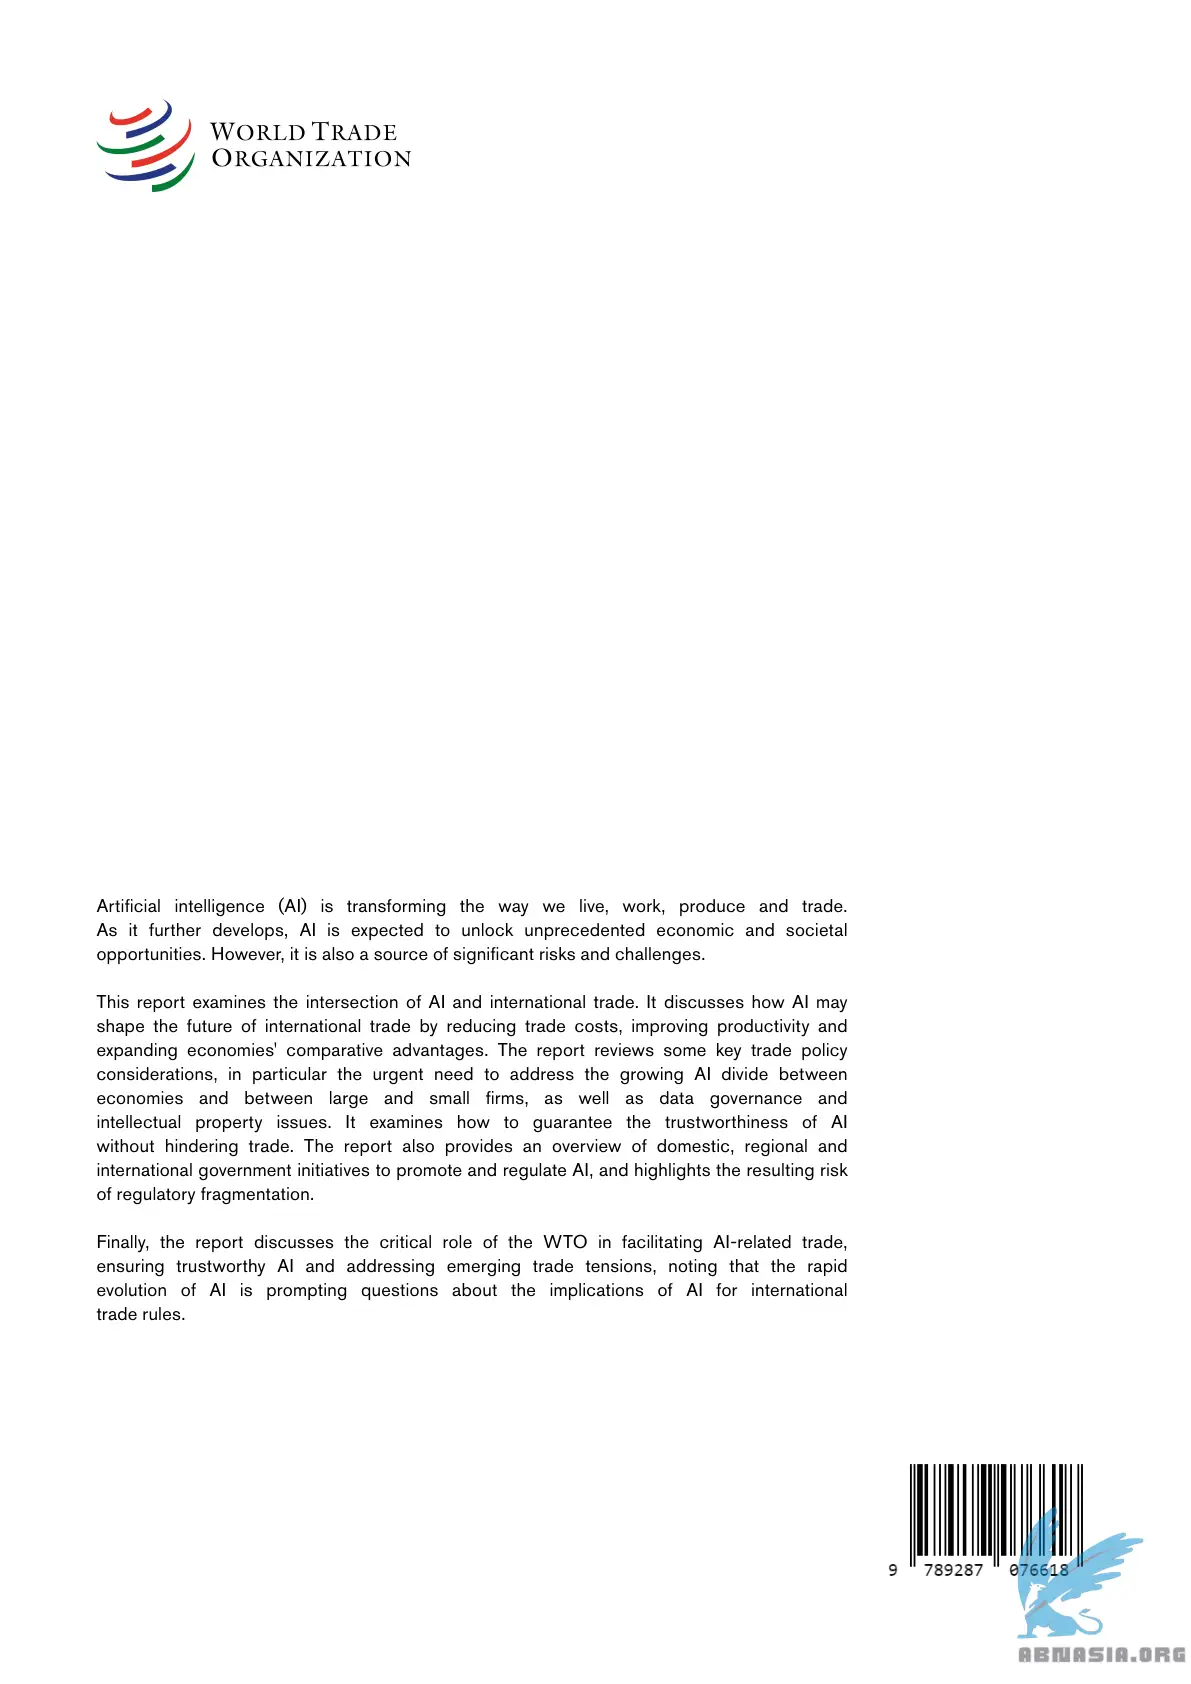 WORLD TRADE
ORGANIZATION
Artificial intelligence (AI) is transforming the way we live, work, produce and trade.
As it further develops, AI is expected to unlock unprecedented economic and societal
opportunities. However, it is also a source of significant risks and challenges.
This report examines the intersection of AI and international trade. It discusses how AI may
shape the future of international trade by reducing trade costs, improving productivity and
expanding economies' comparative advantages. The report reviews some key trade policy
considerations, in particular the urgent need to address the growing AI divide between
economies and between large and small firms, as well as data governance and
intellectual property issues. It examines how to guarantee the trustworthiness of AI
without hindering trade. The report also provides an overview of domestic, regional and
international government initiatives to promote and regulate AI, and highlights the resulting risk
of regulatory fragmentation.
Finally, the report discusses the critical role of the WTO in facilitating AI-related trade,
ensuring trustworthy AI and addressing emerging trade tensions, noting that the rapid
evolution of AI is prompting questions about the implications of AI for international
trade rules.
9 789287 076618
ABNASIA.ORG